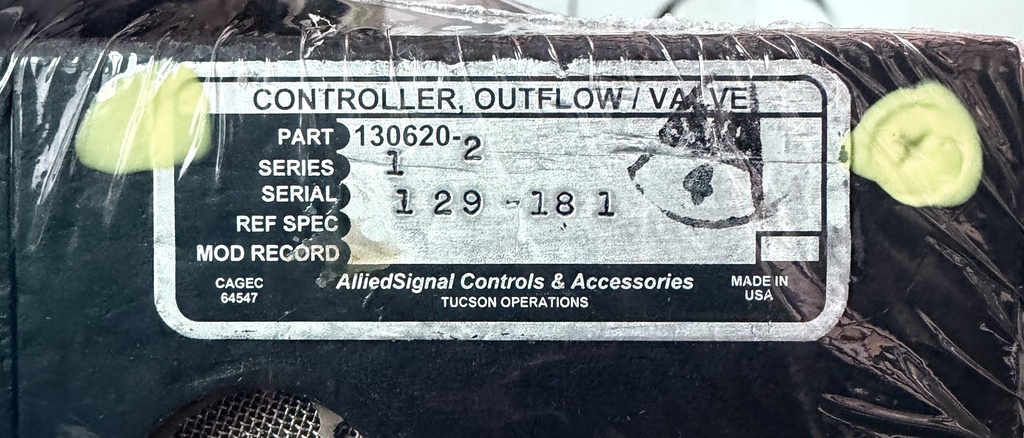 CONTROLLER, OUTFLOW / VALVE
PART 130620-2
SERIES 1
SERIAL 129-181
REF SPEC
MOD RECORD
CAGEC
64547
AlliedSignal Controls & Accessories
TUCSON OPERATIONS
MADE IN
USA